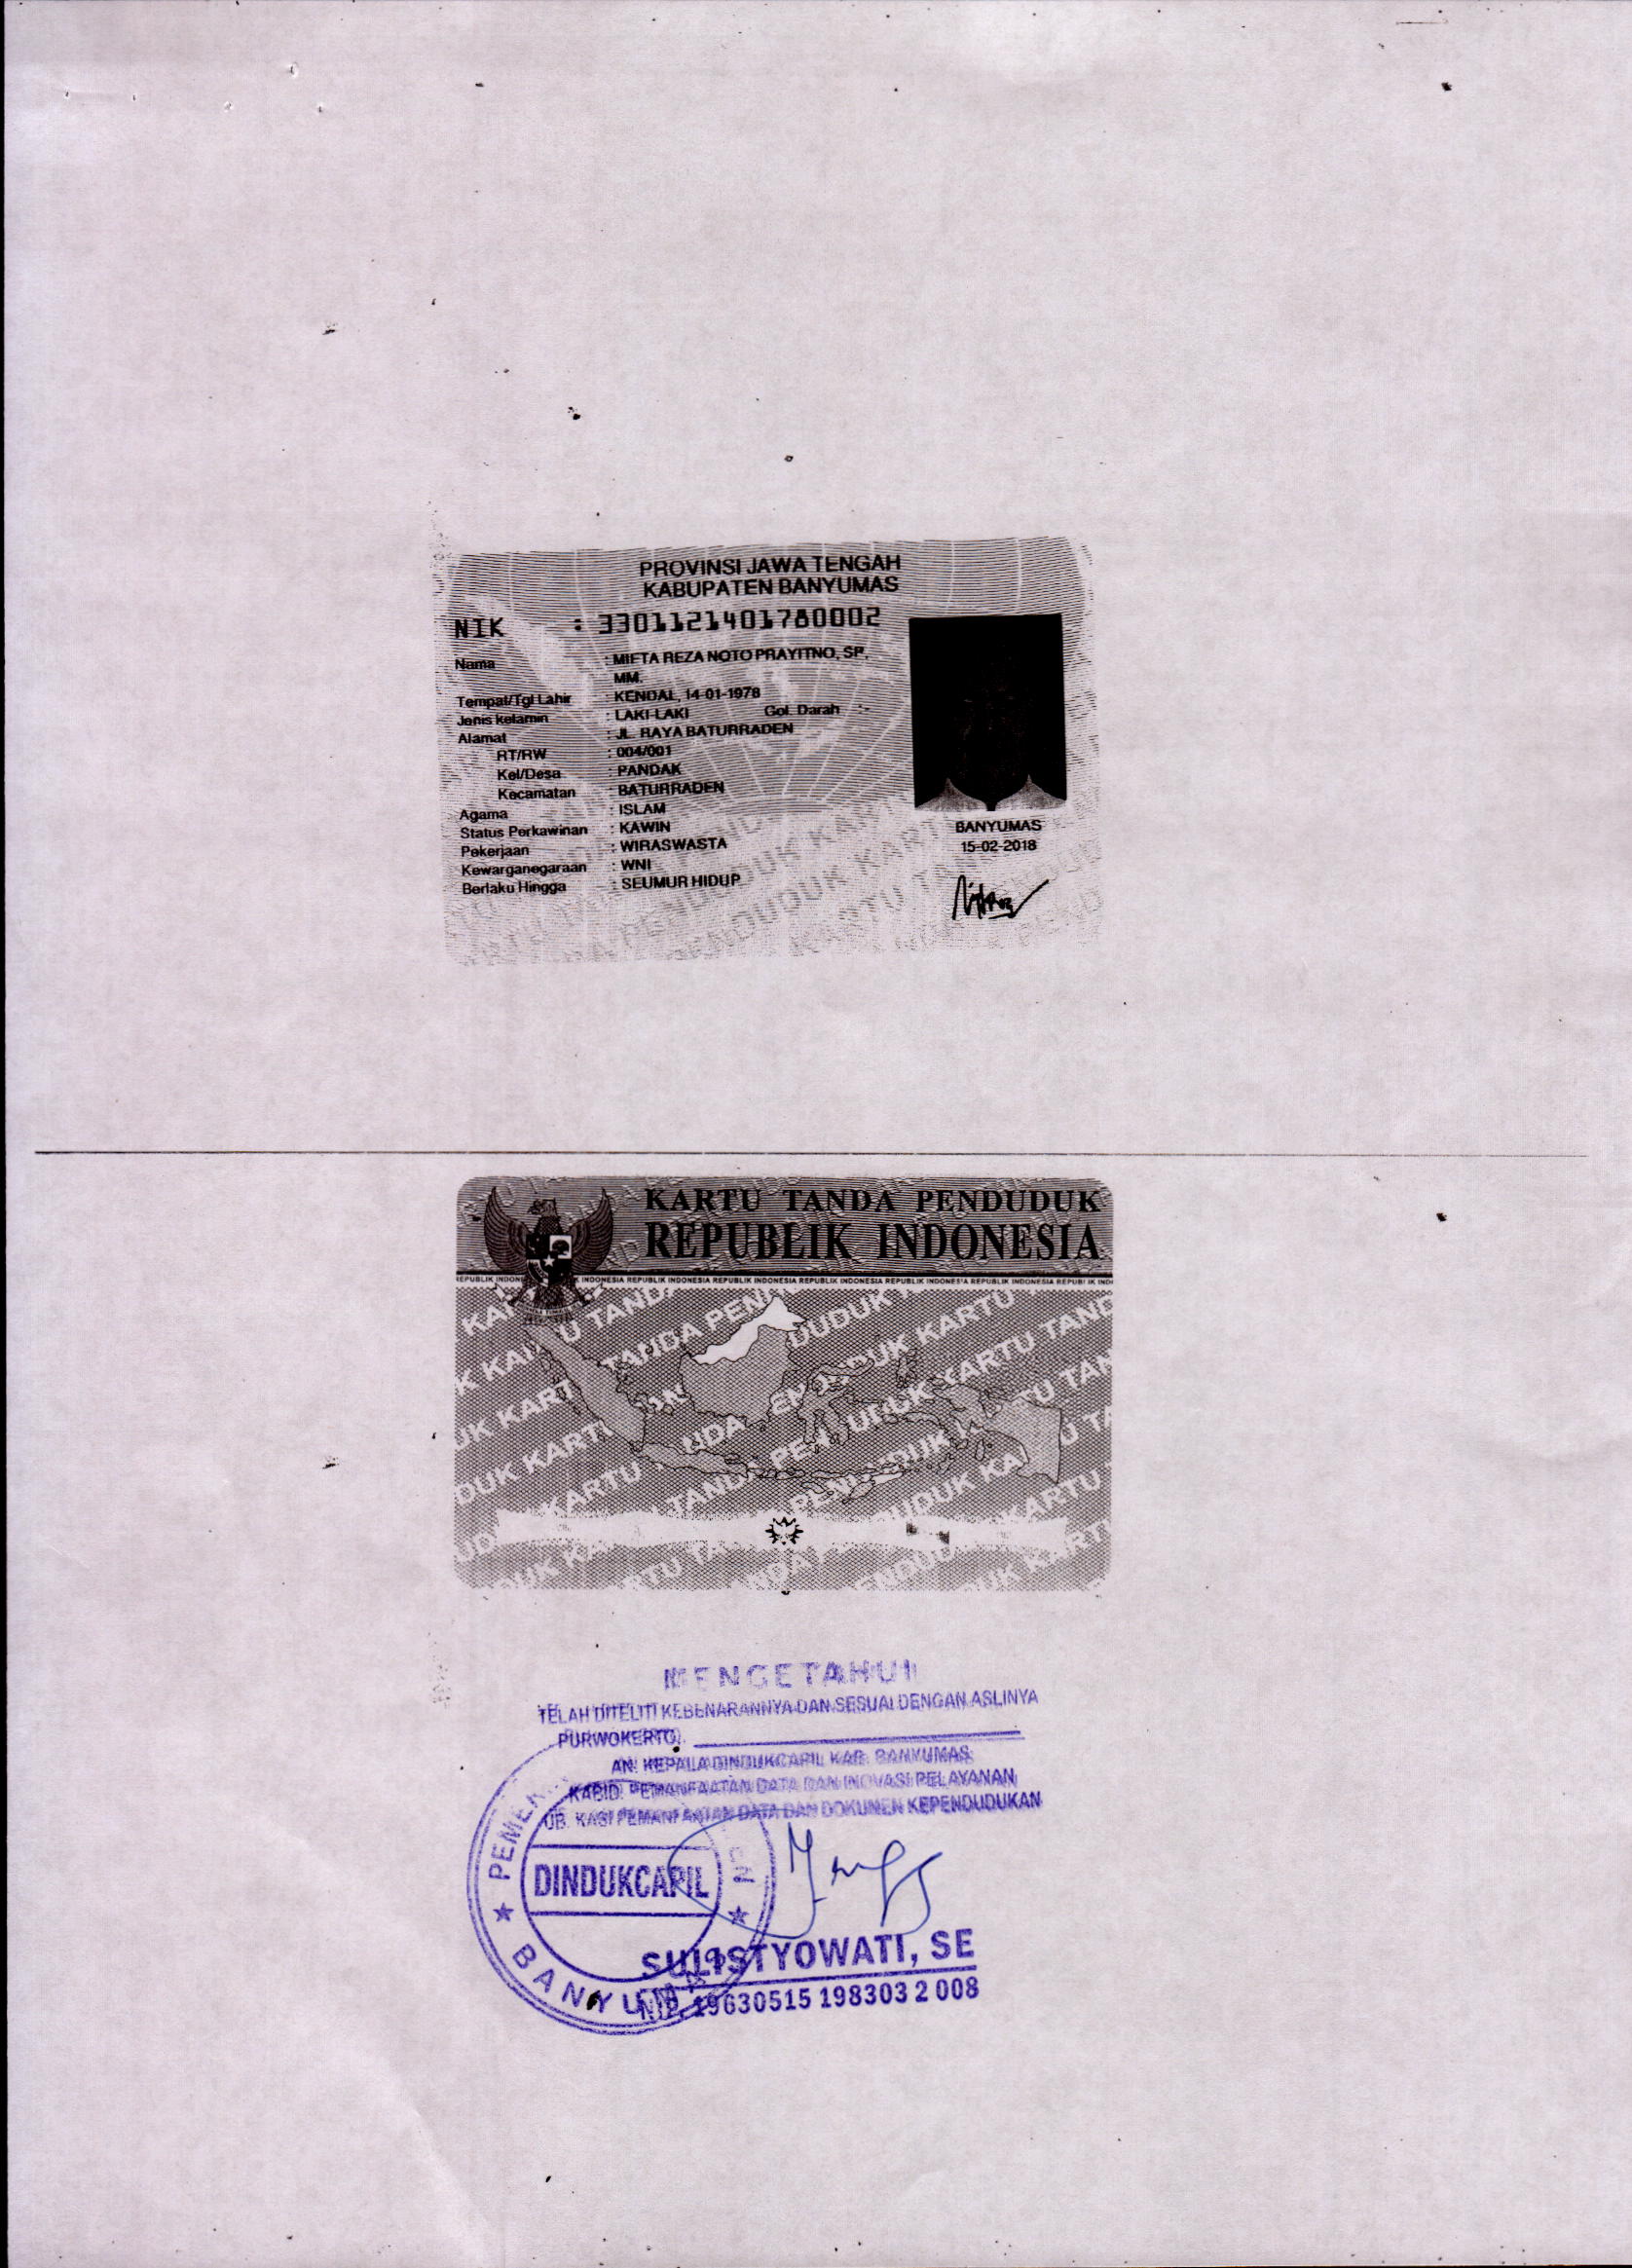 PROVINSI JAWA TENGAH
KABUPATEN BANYUMAS
NIK : 3301121401780002
Nama : MIFTA REZA NOTO PRAYITNO, SP,
MM.
Tempat/Tgl Lahir : KENDAL, 14-01-1978
Jenis kelamin : LAKI-LAKI Gol. Darah :-
Alamat : JL. RAYA BATURRADEN
RT/RW : 004/001
Kel/Desa : PANDAK
Kecamatan : BATURRADEN
Agama : ISLAM
Status Perkawinan : KAWIN
Pekerjaan : WIRASWASTA
Kewarganegaraan : WNI
Berlaku Hingga : SEUMUR HIDUP
BANYUMAS
15-02-2018
KARTU TANDA PENDUDUK
REPUBLIK INDONESIA
MENGETAHUI
TELAH DITELITI KEBENARANNYA DAN SESUAI DENGAN ASLINYA
PURWOKERTO,
AN. KEPALA DINDUKCAPIL KAB. BANYUMAS
KABID. PEMANFAATAN DATA DAN INOVASI PELAYANAN
UB. KASI PEMANFAATAN DATA DAN DOKUMEN KEPENDUDUKAN
DINDUKCAPIL
BANYUMAS
SULISTYOWATI, SE
NIP. 19630515 198303 2 008